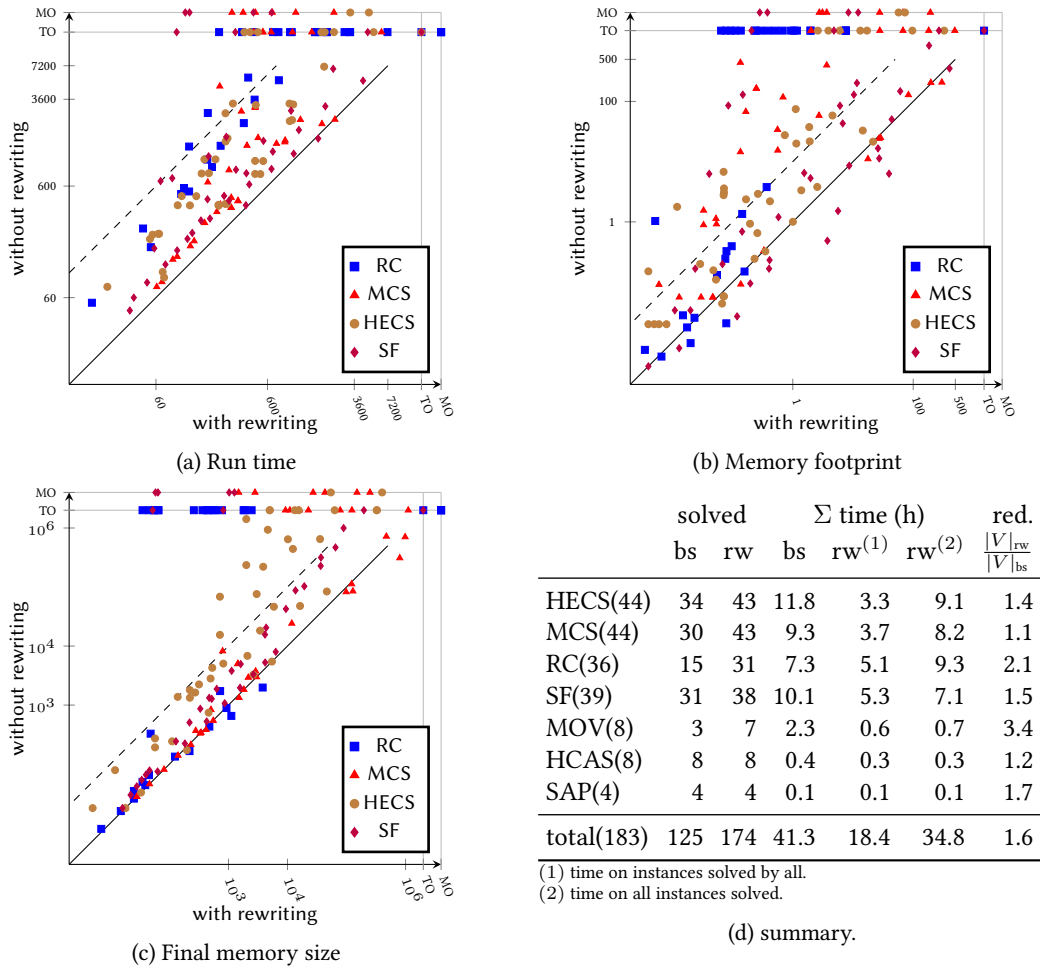 MO
TO
7200
3600
600
60
without rewriting
RC
MCS
HECS
SF
60
600
3600
7200
TO
MO
with rewriting
(a) Run time
MO
TO
500
100
1
without rewriting
RC
MCS
HECS
SF
1
100
500
TO
MO
with rewriting
(b) Memory footprint
MO
TO
10^6
10^4
10^3
without rewriting
RC
MCS
HECS
SF
10^3
10^4
10^6
TO
MO
with rewriting
(c) Final memory size
solved Σ time (h) red.
bs rw bs rw^(1) rw^(2) |V|_rw / |V|_bs
HECS(44) 34 43 11.8 3.3 9.1 1.4
MCS(44) 30 43 9.3 3.7 8.2 1.1
RC(36) 15 31 7.3 5.1 9.3 2.1
SF(39) 31 38 10.1 5.3 7.1 1.5
MOV(8) 3 7 2.3 0.6 0.7 3.4
HCAS(8) 8 8 0.4 0.3 0.3 1.2
SAP(4) 4 4 0.1 0.1 0.1 1.7
total(183) 125 174 41.3 18.4 34.8 1.6
(1) time on instances solved by all.
(2) time on all instances solved.
(d) summary.